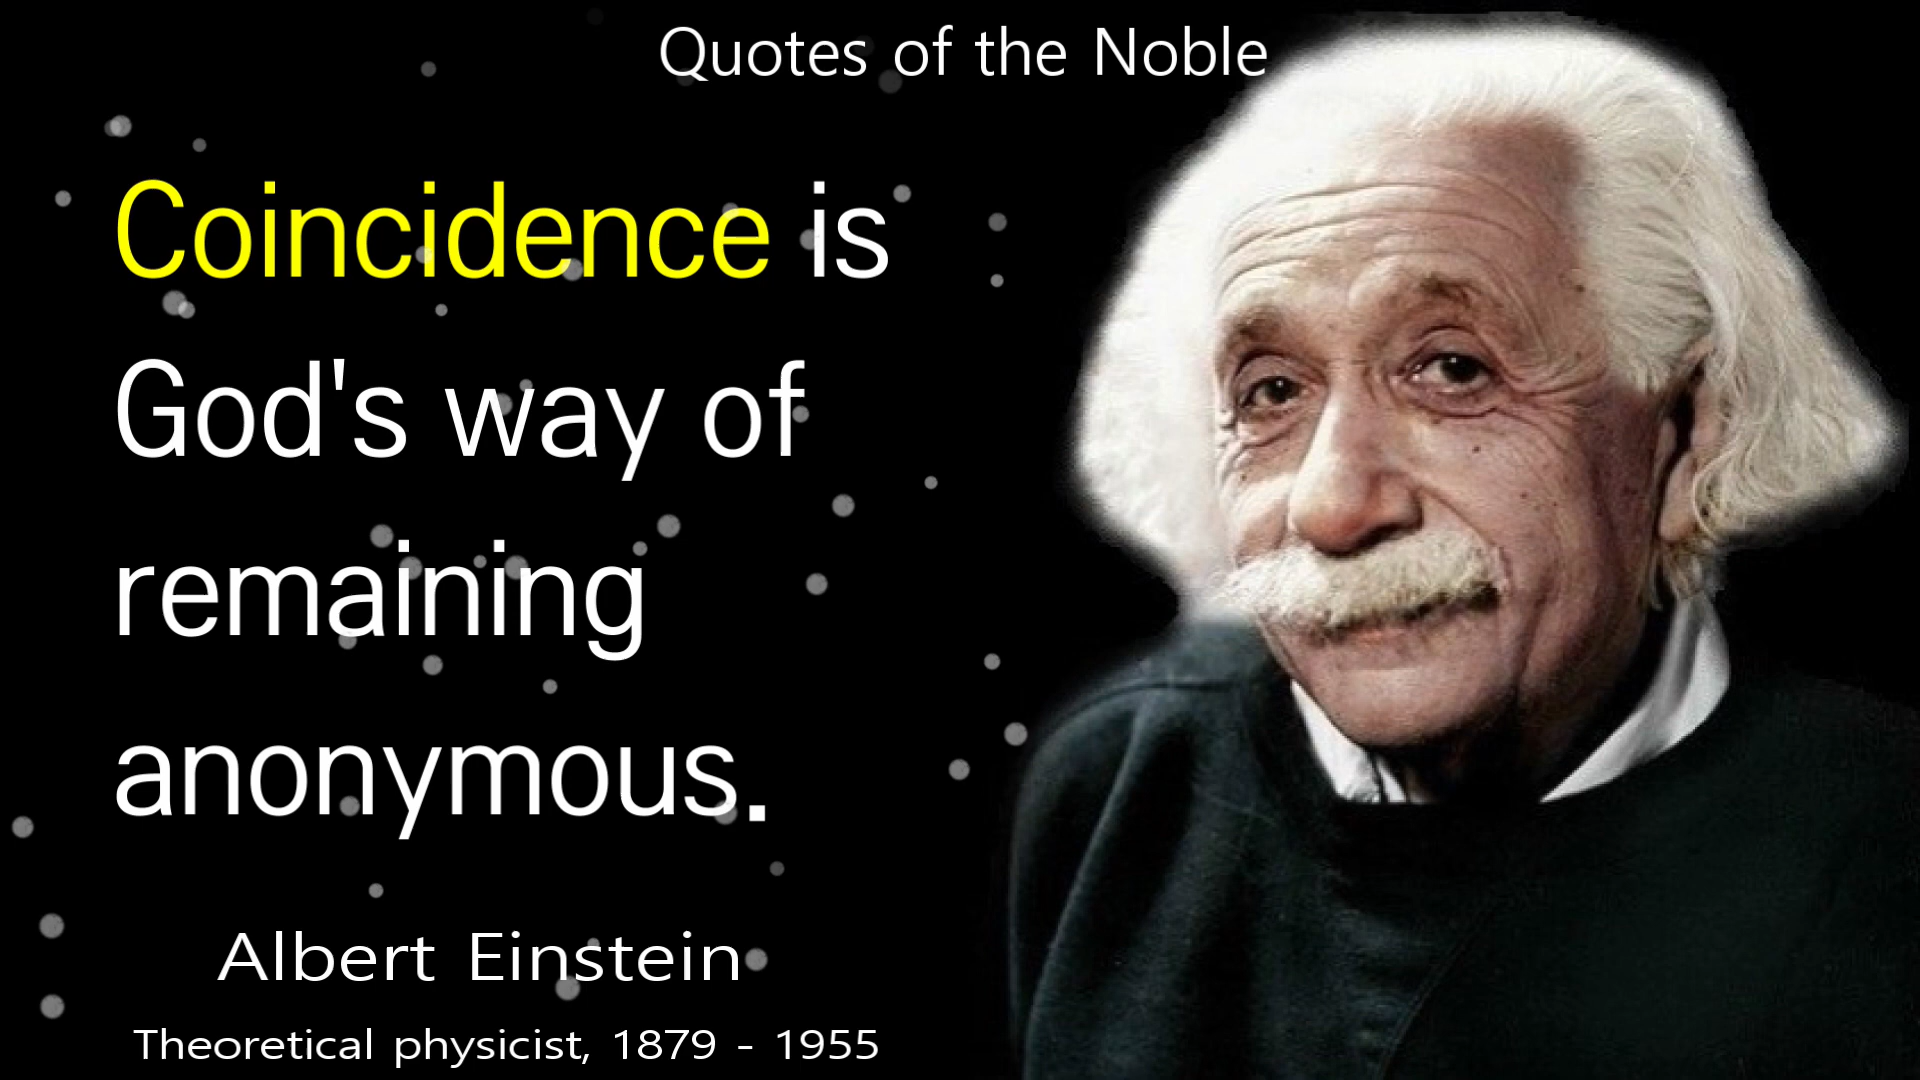 Quotes of the Noble
Coincidence is
God's way of
remaining
anonymous.
Albert Einstein
Theoretical physicist, 1879 - 1955